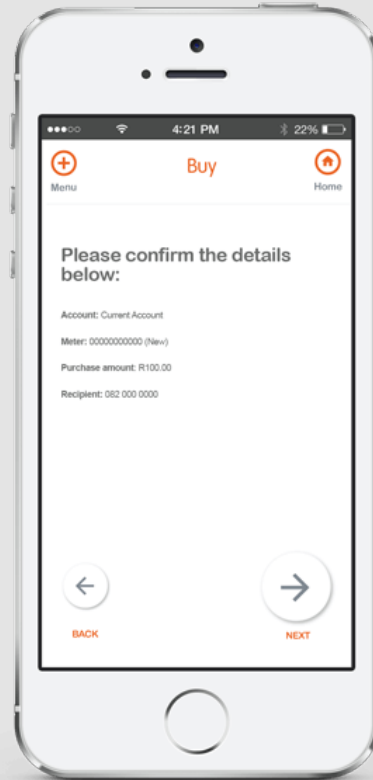 4:21 PM
22%
Buy
Menu
Home
Please confirm the details
below:
Account: Current Account
Meter: 00000000000 (New)
Purchase amount: R100.00
Recipient: 082 000 0000
BACK
NEXT